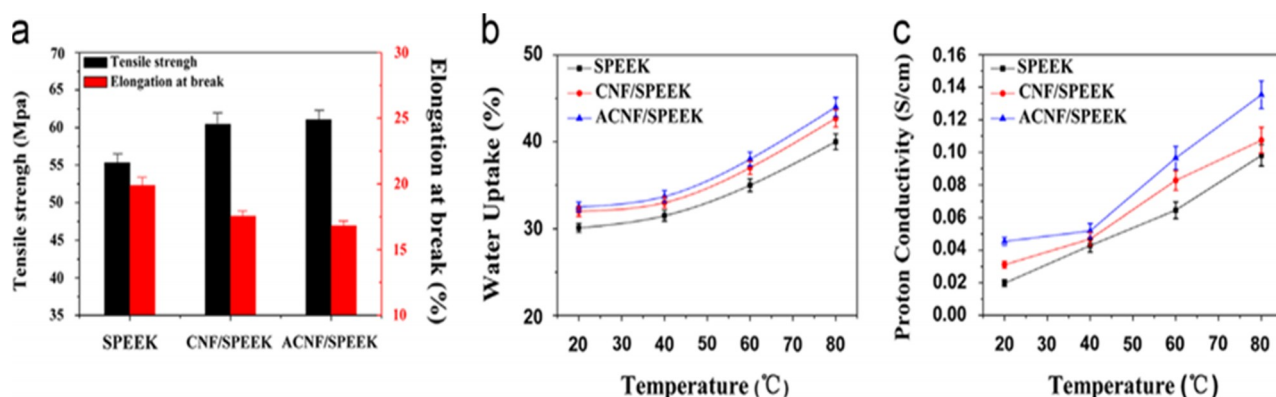 a
Tensile strengh (Mpa)
70
65
60
55
50
45
40
35
Tensile strengh
Elongation at break
30
25
20
15
10
Elongation at break (%)
SPEEK CNF/SPEEK ACNF/SPEEK
b
Water Uptake (%)
50
40
30
20
SPEEK
CNF/SPEEK
ACNF/SPEEK
20 30 40 50 60 70 80
Temperature (℃)
c
Proton Conductivity (S/cm)
0.16
0.14
0.12
0.10
0.08
0.06
0.04
0.02
0.00
SPEEK
CNF/SPEEK
ACNF/SPEEK
20 30 40 50 60 70 80
Temperature (℃)